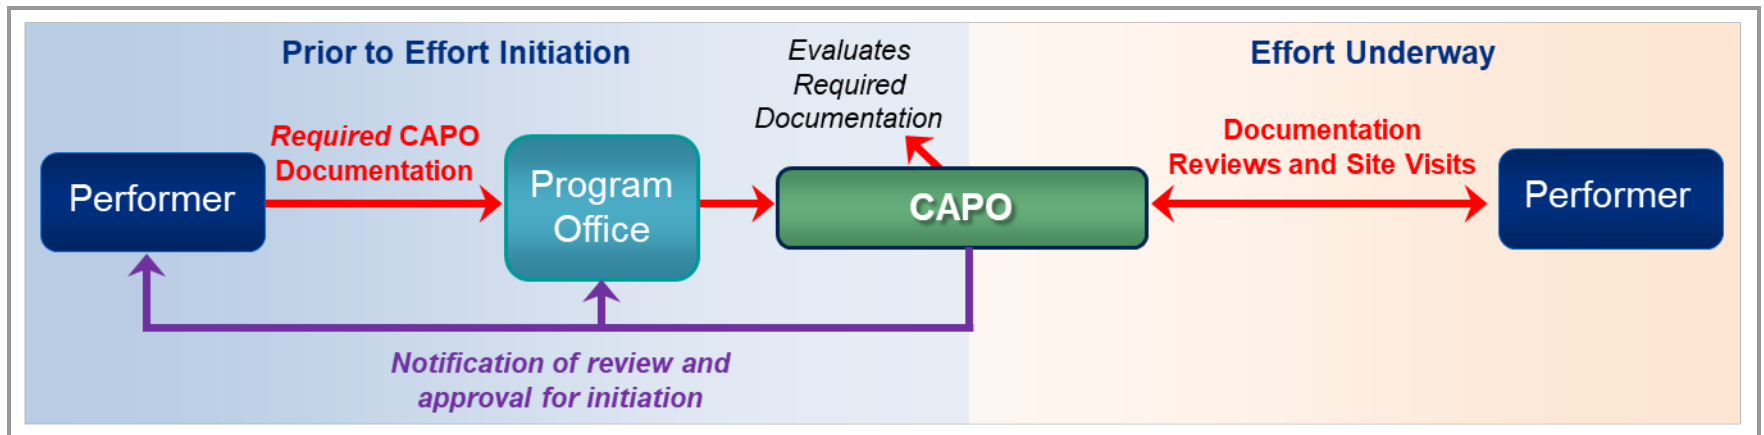 Prior to Effort Initiation
Evaluates
Required
Documentation
Effort Underway
Required CAPO
Documentation
Performer
Program
Office
CAPO
Documentation
Reviews and Site Visits
Performer
Notification of review and
approval for initiation